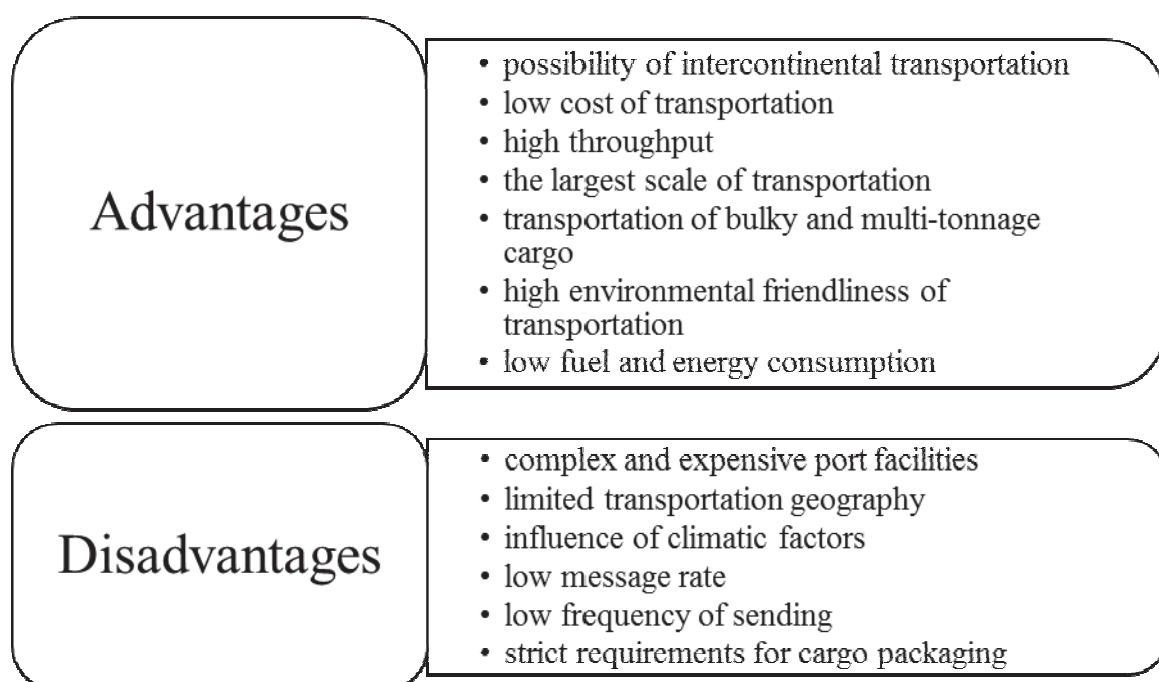 Advantages
• possibility of intercontinental transportation
• low cost of transportation
• high throughput
• the largest scale of transportation
• transportation of bulky and multi-tonnage
cargo
• high environmental friendliness of
transportation
• low fuel and energy consumption
Disadvantages
• complex and expensive port facilities
• limited transportation geography
• influence of climatic factors
• low message rate
• low frequency of sending
• strict requirements for cargo packaging